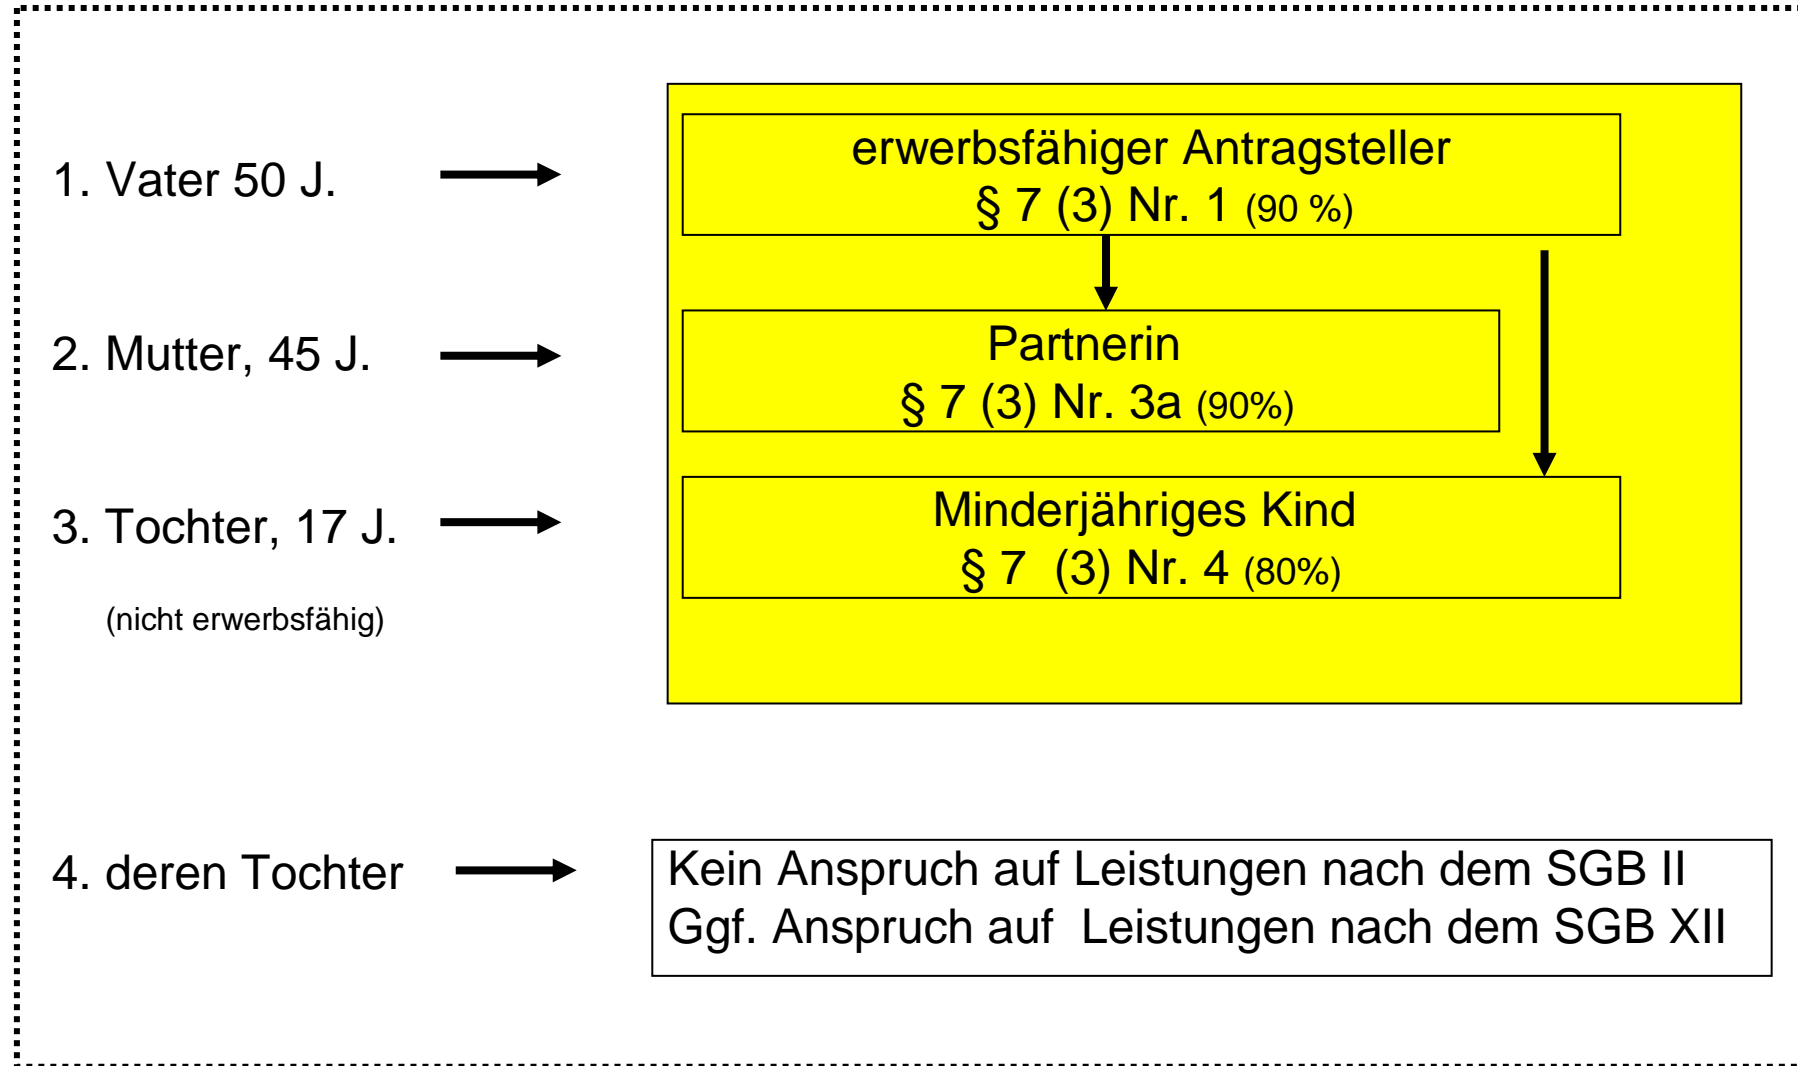 1. Vater 50 J.
erwerbsfähiger Antragsteller
§ 7 (3) Nr. 1 (90 %)
2. Mutter, 45 J.
Partnerin
§ 7 (3) Nr. 3a (90%)
3. Tochter, 17 J.
(nicht erwerbsfähig)
Minderjähriges Kind
§ 7 (3) Nr. 4 (80%)
4. deren Tochter
Kein Anspruch auf Leistungen nach dem SGB II
Ggf. Anspruch auf Leistungen nach dem SGB XII